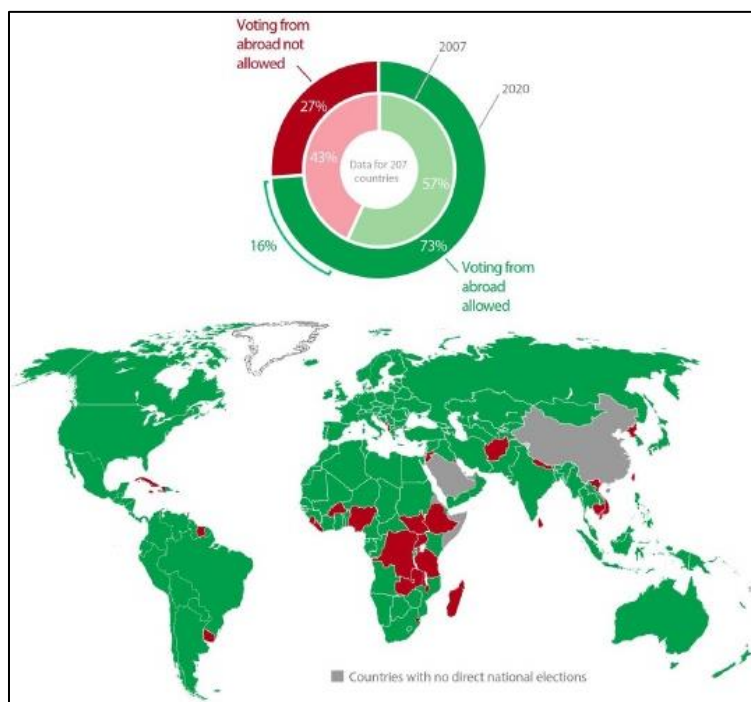 Voting from
abroad not
allowed
2007
2020
27%
43%
Data for 207
countries
57%
16%
73%
Voting from
abroad
allowed
Countries with no direct national elections